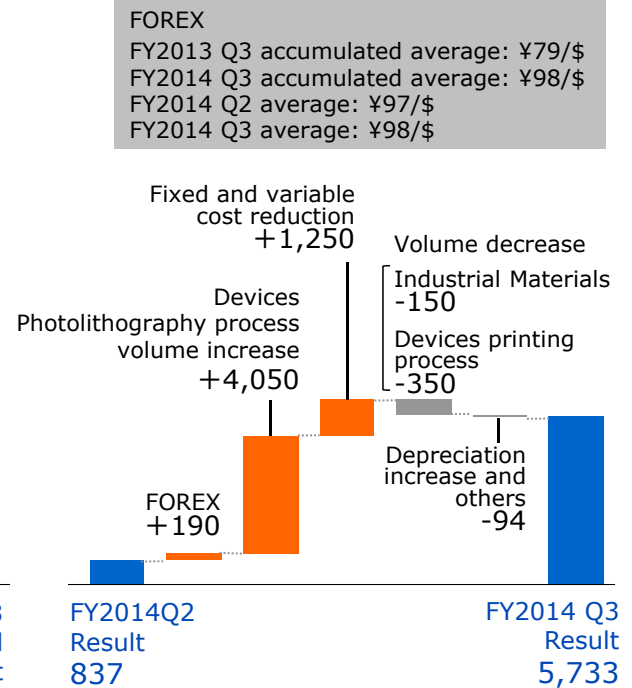 FOREX
FY2013 Q3 accumulated average: ¥79/$
FY2014 Q3 accumulated average: ¥98/$
FY2014 Q2 average: ¥97/$
FY2014 Q3 average: ¥98/$
Fixed and variable
cost reduction
+1,250
Volume decrease
Industrial Materials
-150
Devices printing
process
-350
Devices
Photolithography process
volume increase
+4,050
Depreciation
increase and
others
-94
FOREX
+190
FY2014Q2
Result
837
FY2014 Q3
Result
5,733